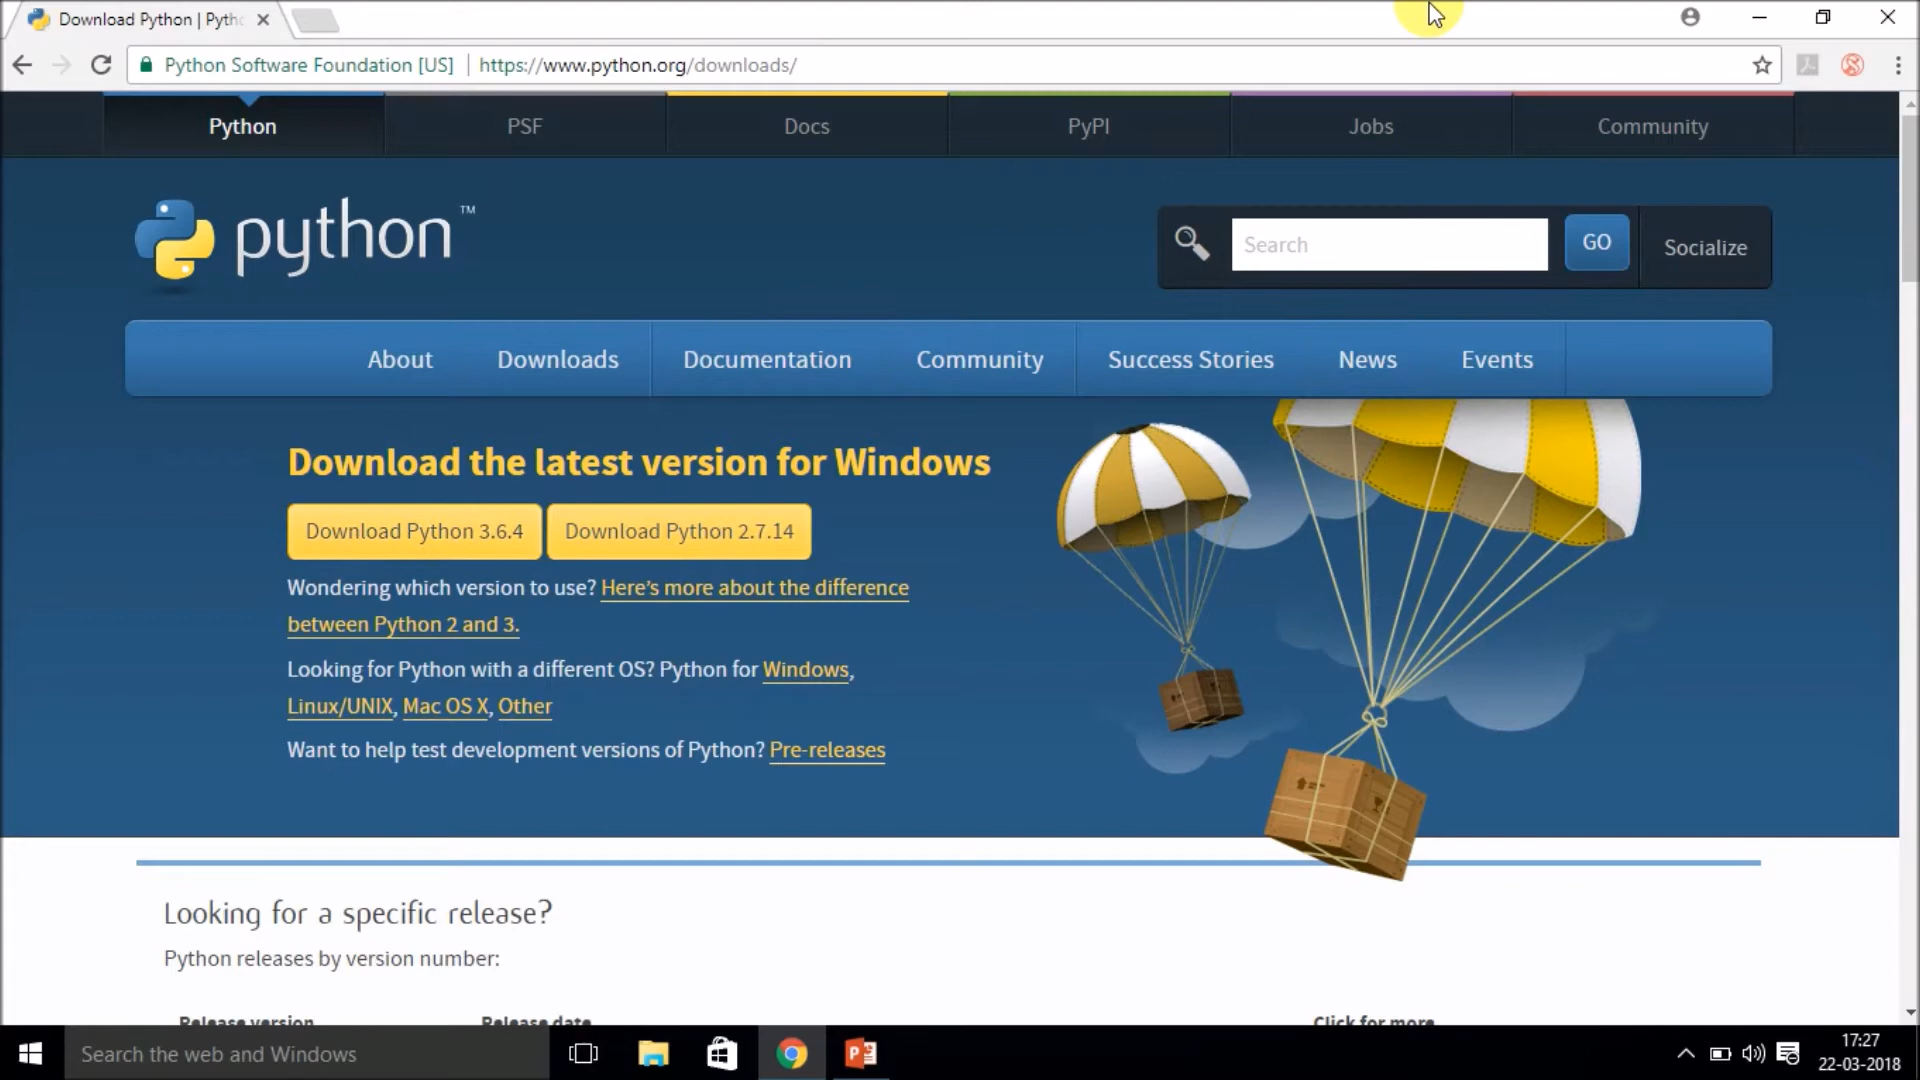 Download Python | Pyth
Python Software Foundation [US] https://www.python.org/downloads/
Python PSF Docs PyPI Jobs Community
python™
Search GO Socialize
About Downloads Documentation Community Success Stories News Events
Download the latest version for Windows
Download Python 3.6.4 Download Python 2.7.14
Wondering which version to use? Here's more about the difference
between Python 2 and 3.
Looking for Python with a different OS? Python for Windows,
Linux/UNIX, Mac OS X, Other
Want to help test development versions of Python? Pre-releases
Looking for a specific release?
Python releases by version number:
Release version Release date Click for more
Search the web and Windows
17:27
22-03-2018